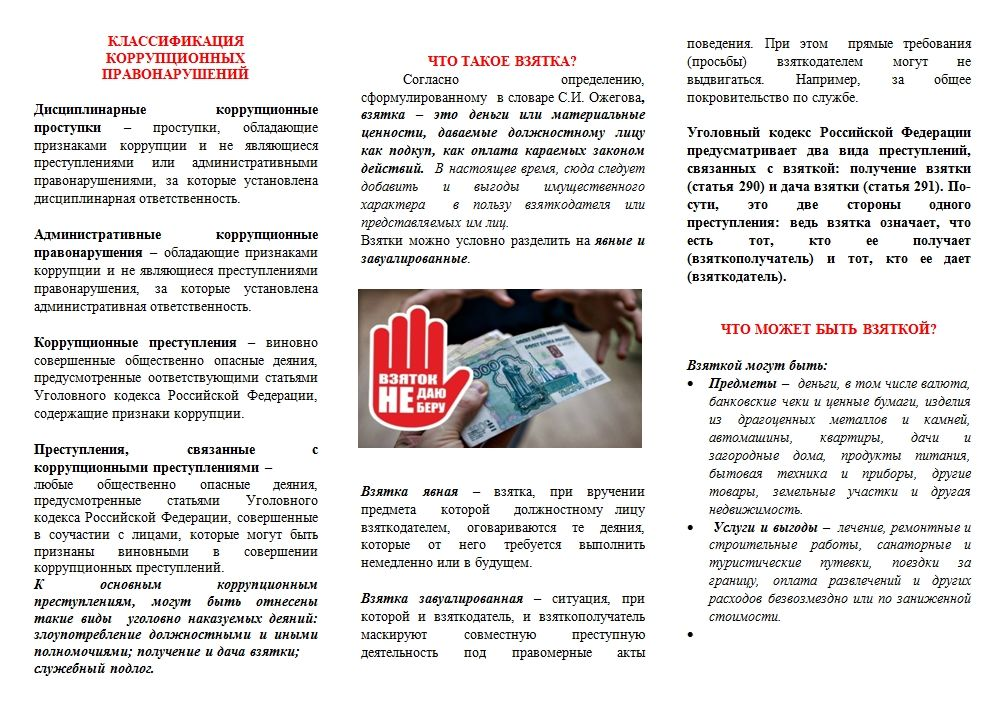 КЛАССИФИКАЦИЯ
КОРРУПЦИОННЫХ
ПРАВОНАРУШЕНИЙ
Дисциплинарные коррупционные
проступки – проступки, обладающие
признаками коррупции и не являющиеся
преступлениями или административными
правонарушениями, за которые установлена
дисциплинарная ответственность.
Административные коррупционные
правонарушения – обладающие признаками
коррупции и не являющиеся преступлениями
правонарушения, за которые установлена
административная ответственность.
Коррупционные преступления – виновно
совершенные общественно опасные деяния,
предусмотренные оответствующими статьями
Уголовного кодекса Российской Федерации,
содержащие признаки коррупции.
Преступления, связанные с
коррупционными преступлениями –
любые общественно опасные деяния,
предусмотренные статьями Уголовного
кодекса Российской Федерации, совершенные
в соучастии с лицами, которые могут быть
признаны виновными в совершении
коррупционных преступлений.
К основным коррупционным
преступлениям, могут быть отнесены
такие виды уголовно наказуемых деяний:
злоупотребление должностными и иными
полномочиями; получение и дача взятки;
служебный подлог.
ЧТО ТАКОЕ ВЗЯТКА?
Согласно определению,
сформулированному в словаре С.И. Ожегова,
взятка – это деньги или материальные
ценности, даваемые должностному лицу
как подкуп, как оплата караемых законом
действий. В настоящее время, сюда следует
добавить и выгоды имущественного
характера в пользу взяткодателя или
представляемых им лиц.
Взятки можно условно разделить на явные и
завуалированные.
ВЗЯТОК
НЕ ДАЮ
БЕРУ
БИЛЕТ БАНКА РОССИИ
1000
Взятка явная – взятка, при вручении
предмета которой должностному лицу
взяткодателем, оговариваются те деяния,
которые от него требуется выполнить
немедленно или в будущем.
Взятка завуалированная – ситуация, при
которой и взяткодатель, и взяткополучатель
маскируют совместную преступную
деятельность под правомерные акты
поведения. При этом прямые требования
(просьбы) взяткодателем могут не
выдвигаться. Например, за общее
покровительство по службе.
Уголовный кодекс Российской Федерации
предусматривает два вида преступлений,
связанных с взяткой: получение взятки
(статья 290) и дача взятки (статья 291). По-
сути, это две стороны одного
преступления: ведь взятка означает, что
есть тот, кто ее получает
(взяткополучатель) и тот, кто ее дает
(взяткодатель).
ЧТО МОЖЕТ БЫТЬ ВЗЯТКОЙ?
Взяткой могут быть:
• Предметы – деньги, в том числе валюта,
банковские чеки и ценные бумаги, изделия
из драгоценных металлов и камней,
автомашины, квартиры, дачи и
загородные дома, продукты питания,
бытовая техника и приборы, другие
товары, земельные участки и другая
недвижимость.
• Услуги и выгоды – лечение, ремонтные и
строительные работы, санаторные и
туристические путевки, поездки за
границу, оплата развлечений и других
расходов безвозмездно или по заниженной
стоимости.
•